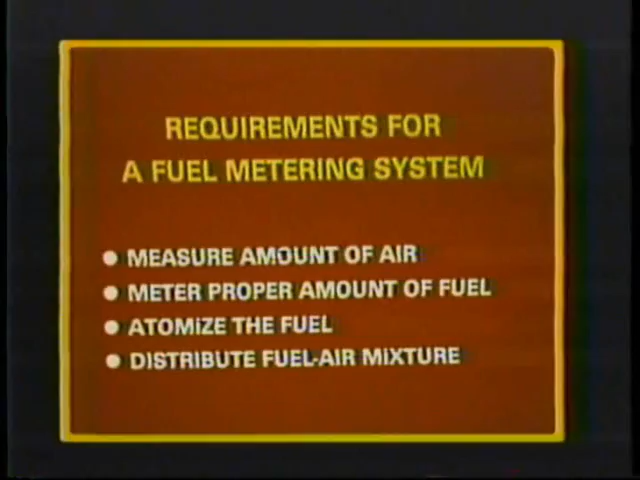 REQUIREMENTS FOR
A FUEL METERING SYSTEM
● MEASURE AMOUNT OF AIR
● METER PROPER AMOUNT OF FUEL
● ATOMiZE THE FUEL
● DISTRIBUTE FUEL-AIR MiXTURE